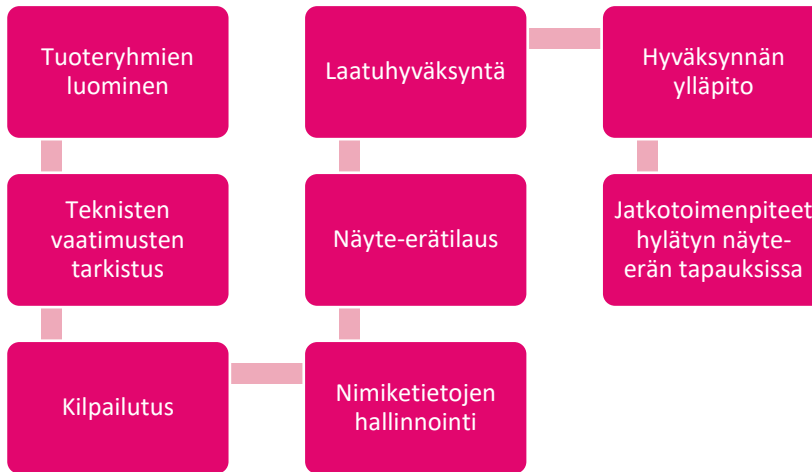 Tuoteryhmien
luominen
Teknisten
vaatimusten
tarkistus
Kilpailutus
Nimiketietojen
hallinnointi
Näyte-erätilaus
Laatuhyväksyntä
Hyväksynnän
ylläpito
Jatkotoimenpiteet
hylätyn näyte-
erän tapauksissa